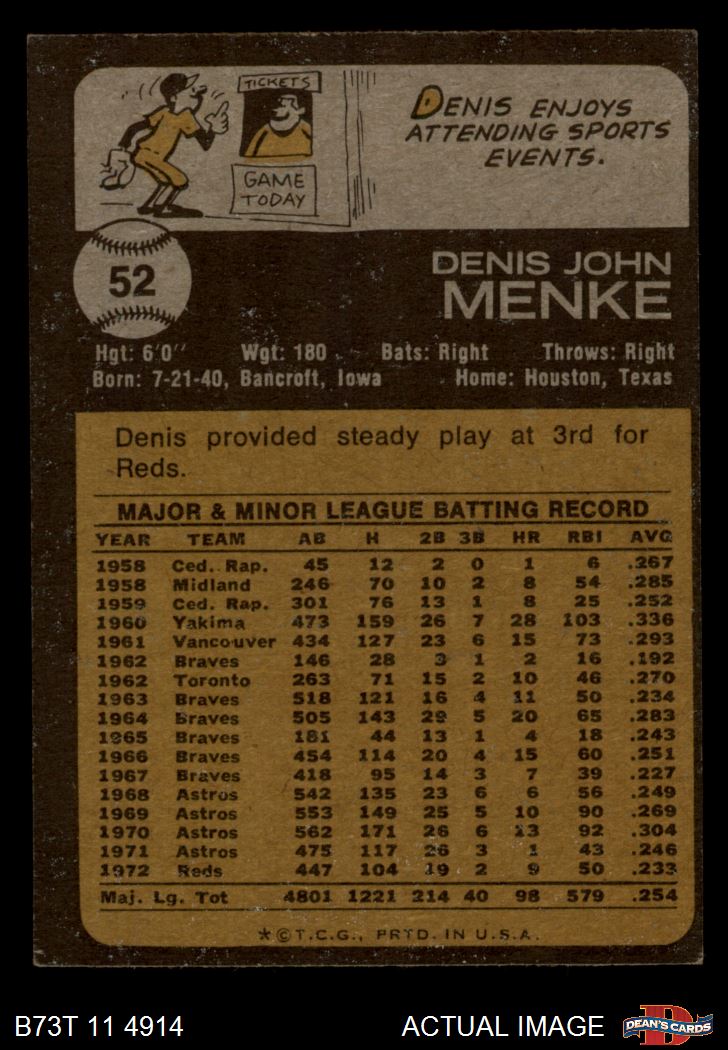 TICKETS
GAME
TODAY
DENIS ENJOYS
ATTENDING SPORTS
EVENTS.
52
DENIS JOHN
MENKE
Hgt: 6'0" Wgt: 180 Bats: Right Throws: Right
Born: 7-21-40, Bancroft, Iowa Home: Houston, Texas
Denis provided steady play at 3rd for
Reds.
MAJOR & MINOR LEAGUE BATTING RECORD
YEAR TEAM AB H 2B 3B HR RBI AVG
1958 Ced. Rap. 45 12 2 0 1 6 .267
1958 Midland 246 70 10 2 8 54 .285
1959 Ced. Rap. 301 76 13 1 8 25 .252
1960 Yakima 473 159 26 7 28 103 .336
1961 Vancouver 434 127 23 6 15 73 .293
1962 Braves 146 28 3 1 2 16 .192
1962 Toronto 263 71 15 2 10 46 .270
1963 Braves 518 121 16 4 11 50 .234
1964 Braves 505 143 29 5 20 65 .283
1965 Braves 181 44 13 1 4 18 .243
1966 Braves 454 114 20 4 15 60 .251
1967 Braves 418 95 14 3 7 39 .227
1968 Astros 542 135 23 6 6 56 .249
1969 Astros 553 149 25 5 10 90 .269
1970 Astros 562 171 26 6 13 92 .304
1971 Astros 475 117 26 3 1 43 .246
1972 Reds 447 104 19 2 9 50 .233
Maj. Lg. Tot 4801 1221 214 40 98 579 .254
*©T.C.G., PRTD. IN U.S.A.
B73T 11 4914 ACTUAL IMAGE D DEAN'S CARDS